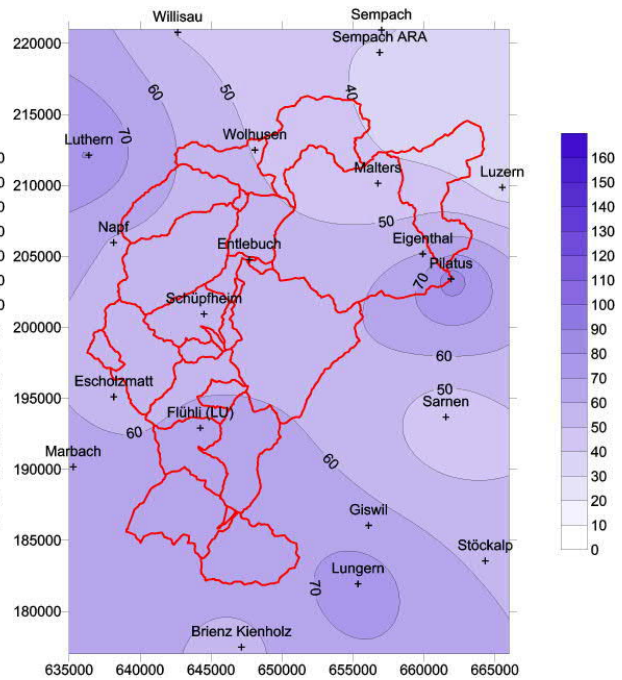 Willisau
Sempach
220000
Sempach ARA
60
50
40
215000
70
Luthern
Wolhusen
160
150
Malters
Luzern
140
210000
130
50
Napf
Eigenthal
120
205000
Entlebuch
Pilatus
110
70
100
Schüpfheim
90
200000
80
60
70
Escholzmatt
50
60
195000
Sarnen
50
Flühli (LU)
60
40
Marbach
60
30
190000
20
Giswil
10
185000
Stöckalp
0
Lungern
70
180000
Brienz Kienholz
635000 640000 645000 650000 655000 660000 665000